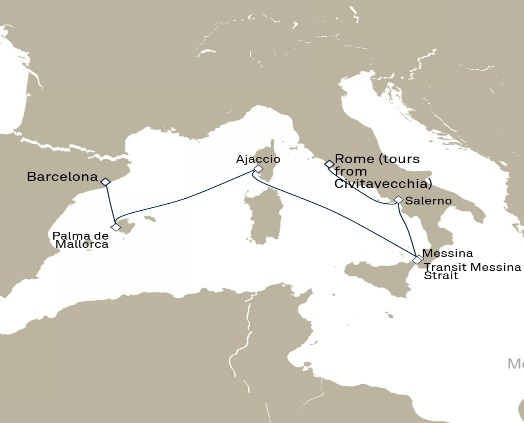 Ajaccio
Rome (tours
from
Civitavecchia)
Barcelona
Salerno
Palma de
Mallorca
Messina
Transit Messina
Strait